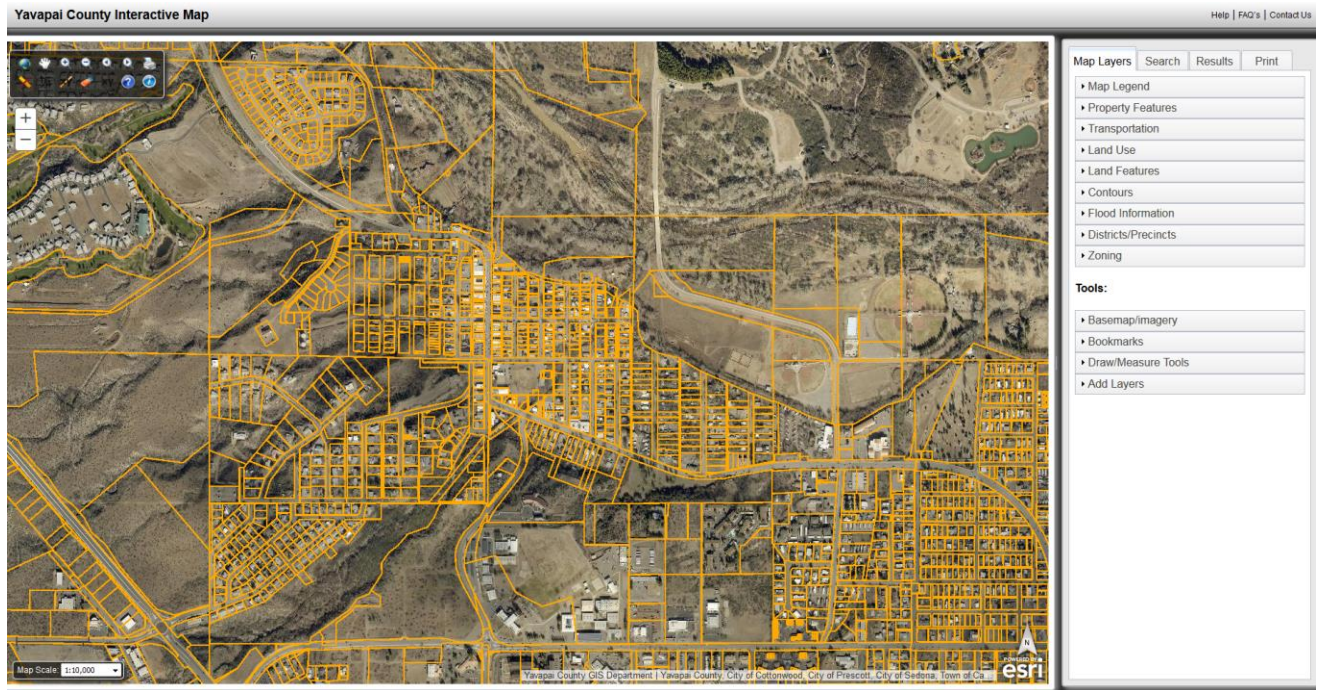 Yavapai County Interactive Map
Help | FAQ's | Contact Us
Map Layers Search Results Print
Map Legend
Property Features
Transportation
Land Use
Land Features
Contours
Flood Information
Districts/Precincts
Zoning
Tools:
Basemap/imagery
Bookmarks
Draw/Measure Tools
Add Layers
+
−
N
Map Scale: 1:10,000
Yavapai County GIS Department | Yavapai County, City of Cottonwood, City of Prescott, City of Sedona, Town of Ca...
POWERED BY
esri